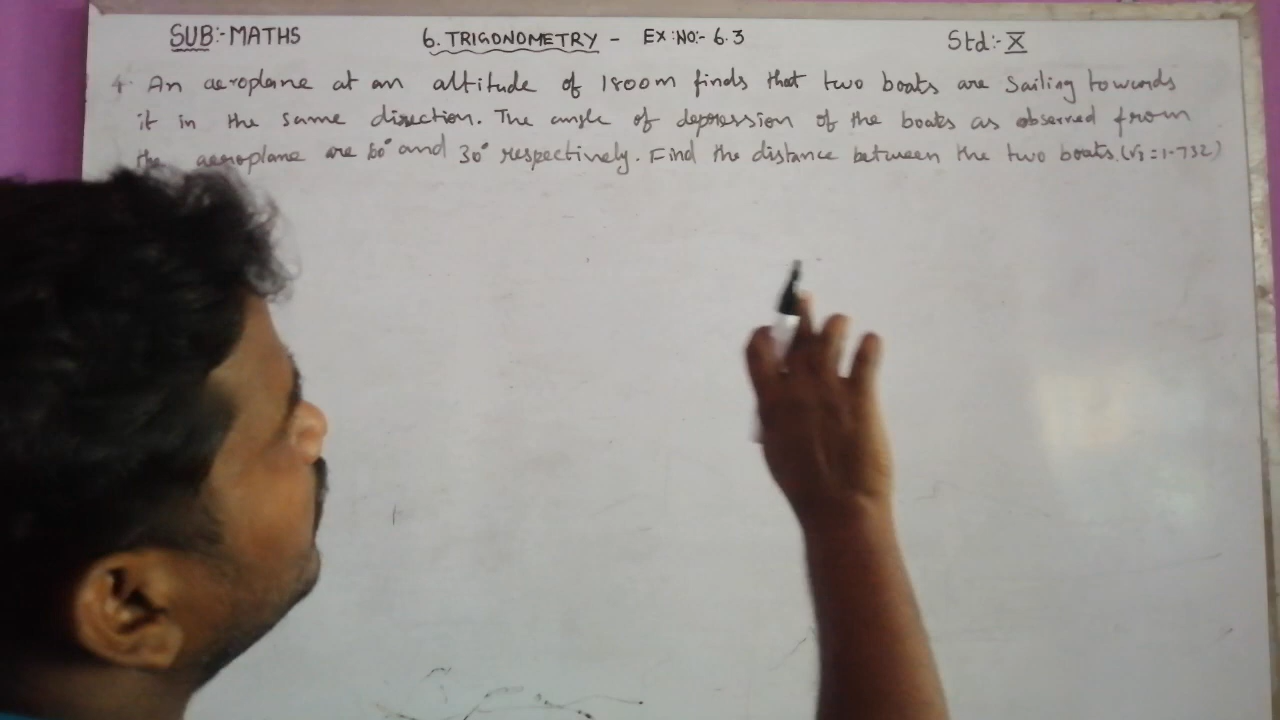 SUB:- MATHS 6. TRIGONOMETRY - EX:NO:- 6.3 Std:- X
4. An aeroplane at an altitude of 1800m finds that two boats are Sailing towards
it in the same direction. The angle of depression of the boats as observed from
the aeroplane are 60° and 30° respectively. Find the distance between the two boats. (√3 = 1.732)